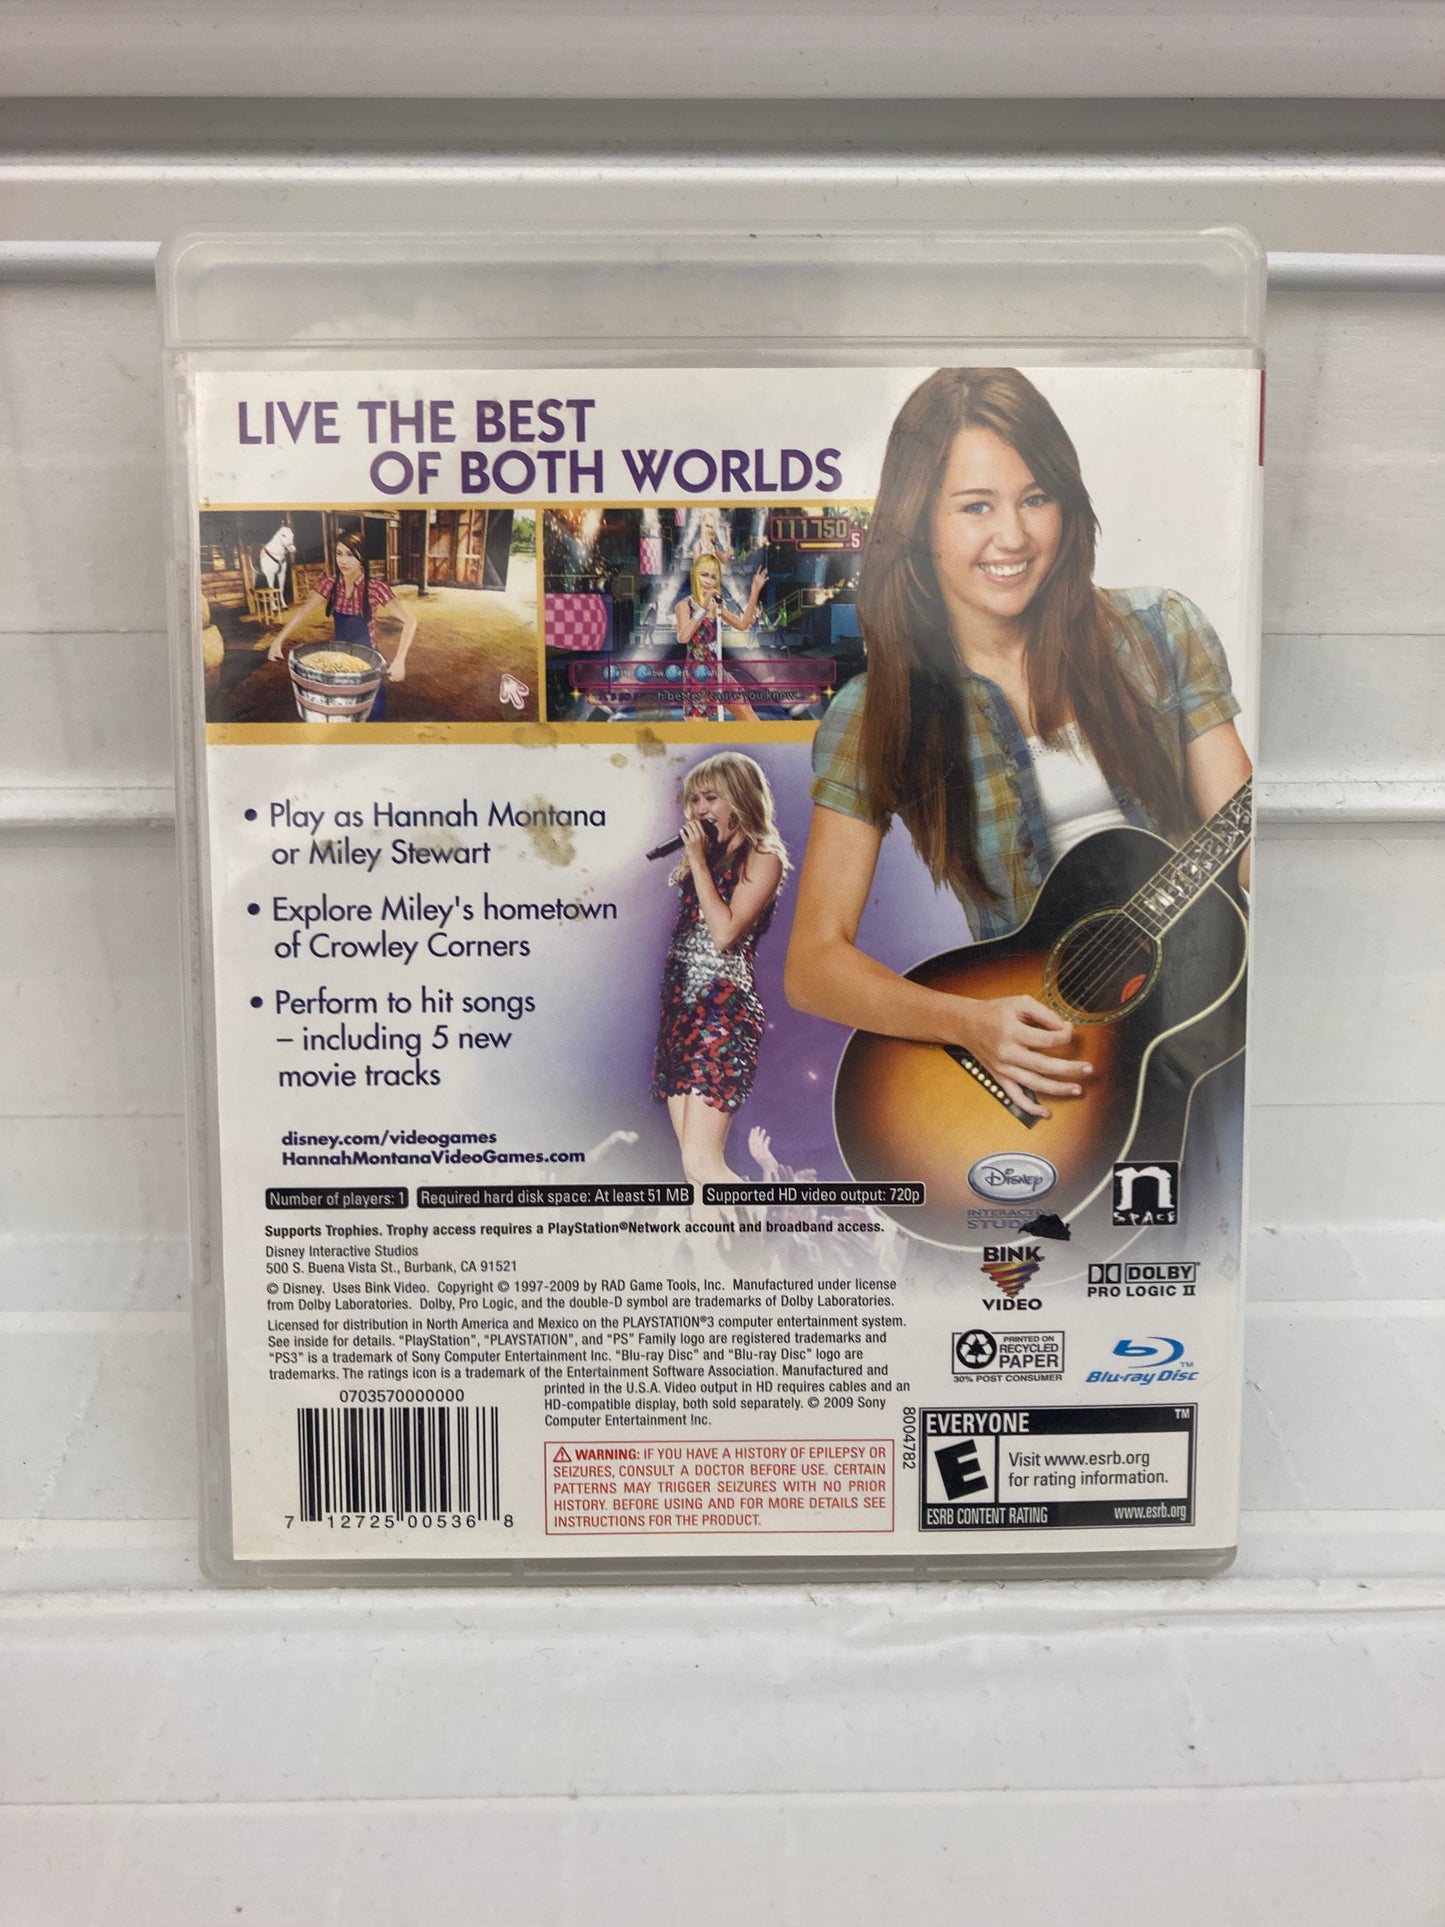 LIVE THE BEST
OF BOTH WORLDS
111750
5
• Play as Hannah Montana
or Miley Stewart
• Explore Miley's hometown
of Crowley Corners
• Perform to hit songs
– including 5 new
movie tracks
disney.com/videogames
HannahMontanaVideoGames.com
Number of players: 1
Required hard disk space: At least 51 MB
Supported HD video output: 720p
Supports Trophies. Trophy access requires a PlayStation®Network account and broadband access.
Disney Interactive Studios
500 S. Buena Vista St., Burbank, CA 91521
© Disney. Uses Bink Video. Copyright © 1997-2009 by RAD Game Tools, Inc. Manufactured under license
from Dolby Laboratories. Dolby, Pro Logic, and the double-D symbol are trademarks of Dolby Laboratories.
Licensed for distribution in North America and Mexico on the PLAYSTATION®3 computer entertainment system.
See inside for details. "PlayStation", "PLAYSTATION", and "PS" Family logo are registered trademarks and
"PS3" is a trademark of Sony Computer Entertainment Inc. "Blu-ray Disc" and "Blu-ray Disc" logo are
trademarks. The ratings icon is a trademark of the Entertainment Software Association. Manufactured and
printed in the U.S.A. Video output in HD requires cables and an
HD-compatible display, both sold separately. © 2009 Sony
Computer Entertainment Inc.
0703570000000
7 12725 00536 8
⚠ WARNING: IF YOU HAVE A HISTORY OF EPILEPSY OR
SEIZURES, CONSULT A DOCTOR BEFORE USE. CERTAIN
PATTERNS MAY TRIGGER SEIZURES WITH NO PRIOR
HISTORY. BEFORE USING AND FOR MORE DETAILS SEE
INSTRUCTIONS FOR THE PRODUCT.
Disney
INTERACTIVE
n
SPACE
BINK
VIDEO
DOLBY
PRO LOGIC II
PRINTED ON
RECYCLED
PAPER
30% POST CONSUMER
Blu-ray Disc™
8004782
EVERYONE ™
E
Visit www.esrb.org
for rating information.
ESRB CONTENT RATING www.esrb.org